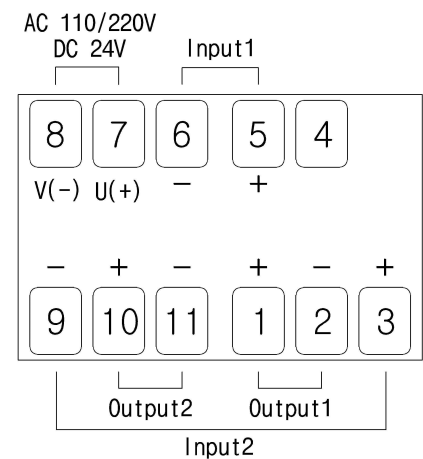 AC 110/220V
DC 24V
Input1
8 7 6 5 4
V(-) U(+) - +
- + - + - +
9 10 11 1 2 3
Output2 Output1
Input2